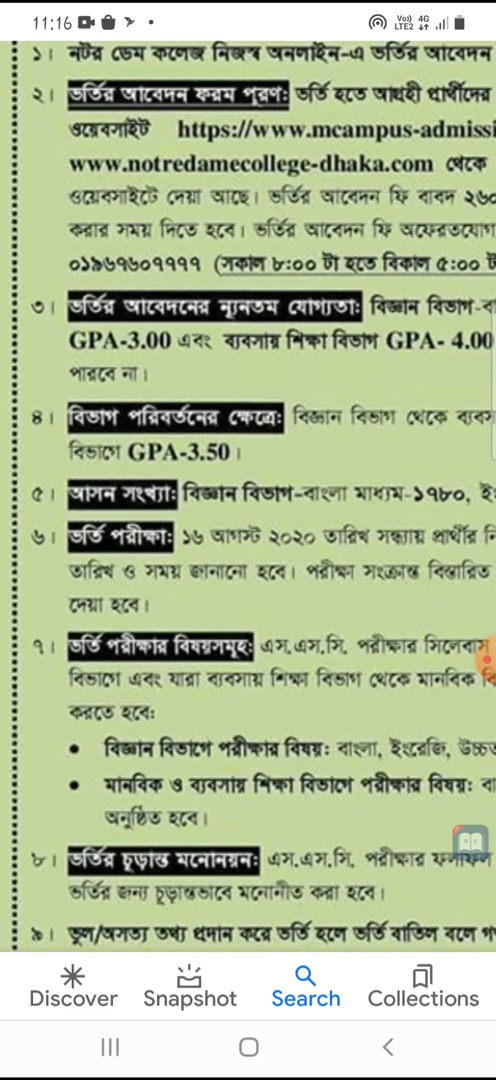 11:16
Vo) 4G
LTE2
১। নটর ডেম কলেজ নিজস্ব অনলাইন-এ ভর্তির আবেদন
২। ভর্তির আবেদন ফরম পূরণ: ভর্তি হতে আগ্রহী প্রার্থীদের
ওয়েবসাইট https://www.mcampus-admissi
www.notredamecollege-dhaka.com থেকে
ওয়েবসাইটে দেয়া আছে। ভর্তির আবেদন ফি বাবদ ২৬০
করার সময় দিতে হবে। ভর্তির আবেদন ফি অফেরতযোগ
০১৯৬৭৬০৭৭৭৭ (সকাল ৮:০০ টা হতে বিকাল ৫:০০ ট
৩। ভর্তির আবেদনের ন্যূনতম যোগ্যতা: বিজ্ঞান বিভাগ-ব
GPA-3.00 এবং ব্যবসায় শিক্ষা বিভাগ GPA- 4.00
পারবে না।
৪। বিভাগ পরিবর্তনের ক্ষেত্রে: বিজ্ঞান বিভাগ থেকে ব্যবস
বিভাগে GPA-3.50।
৫। আসন সংখ্যা: বিজ্ঞান বিভাগ-বাংলা মাধ্যম-১৭৮০, ইং
৬। ভর্তি পরীক্ষা: ১৬ আগস্ট ২০২০ তারিখ সন্ধ্যায় প্রার্থীর নি
তারিখ ও সময় জানানো হবে। পরীক্ষা সংক্রান্ত বিস্তারিত
দেয়া হবে।
৭। ভর্তি পরীক্ষার বিষয়সমূহ: এস.এস.সি. পরীক্ষার সিলেবাস
বিভাগে এবং যারা ব্যবসায় শিক্ষা বিভাগ থেকে মানবিক বি
করতে হবেঃ
• বিজ্ঞান বিভাগে পরীক্ষার বিষয়: বাংলা, ইংরেজি, উচ্চত
• মানবিক ও ব্যবসায় শিক্ষা বিভাগে পরীক্ষার বিষয়: বা
অনুষ্ঠিত হবে।
৮। ভর্তির চূড়ান্ত মনোনয়ন: এস.এস.সি. পরীক্ষার ফলাফল
ভর্তির জন্য চূড়ান্তভাবে মনোনীত করা হবে।
৯। ভুল/অসত্য তথ্য প্রদান করে ভর্তি হলে ভর্তি বাতিল বলে গ
Discover
Snapshot
Search
Collections